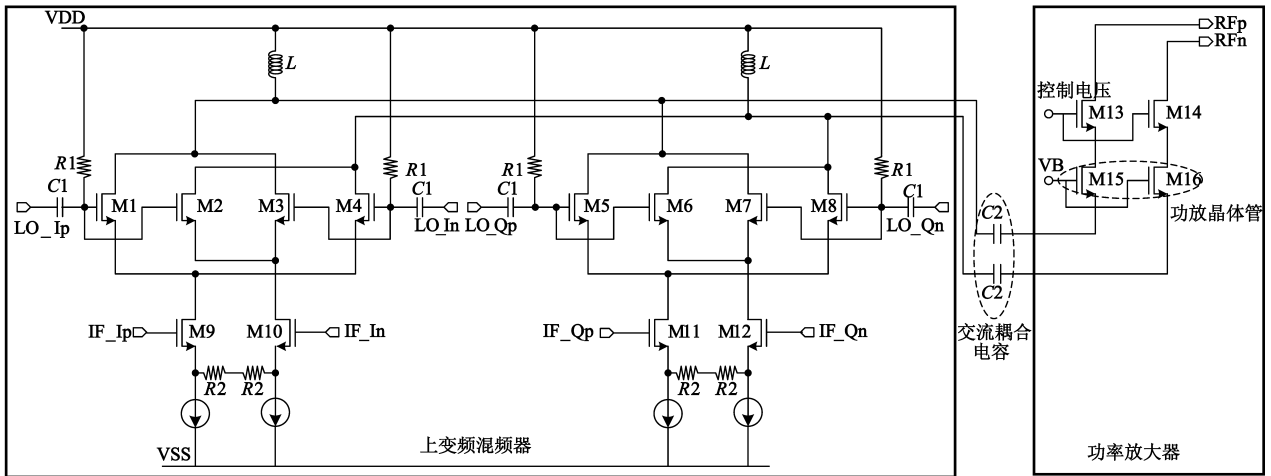 VDD
RFp
RFn
L
L
控制电压
M13
M14
R1
R1
R1
R1
VB
M15
M16
C1
M1
M2
M3
M4
C1
C1
M5
M6
M7
M8
C1
功放晶体管
LO_Ip
LO_In
LO_Qp
LO_Qn
C2
C2
IF_Ip
M9
M10
IF_In
IF_Qp
M11
M12
IF_Qn
交流耦合
电容
R2
R2
R2
R2
VSS
上变频混频器
功率放大器